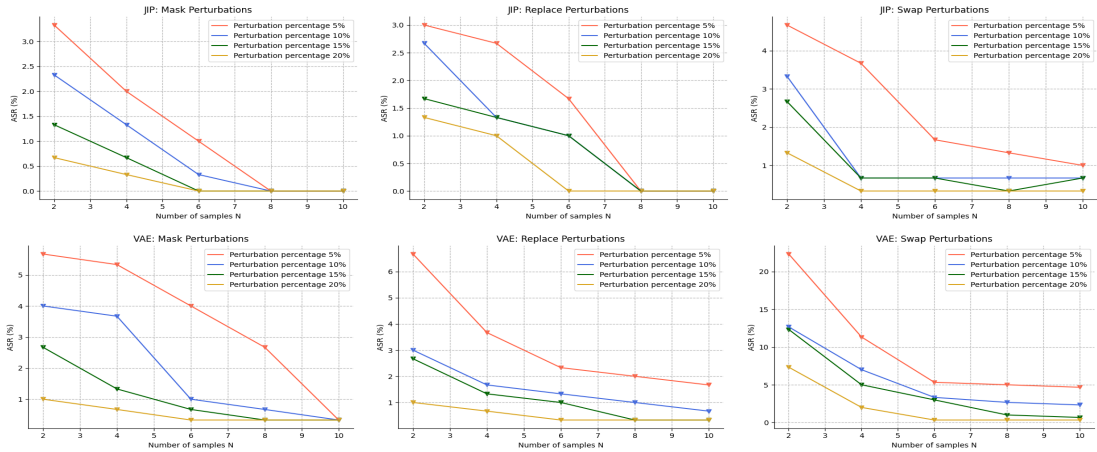 JIP: Mask Perturbations
ASR (%)
3.0
2.5
2.0
1.5
1.0
0.5
0.0
Perturbation percentage 5%
Perturbation percentage 10%
Perturbation percentage 15%
Perturbation percentage 20%
2 3 4 5 6 7 8 9 10
Number of samples N
JIP: Replace Perturbations
ASR (%)
3.0
2.5
2.0
1.5
1.0
0.5
0.0
Perturbation percentage 5%
Perturbation percentage 10%
Perturbation percentage 15%
Perturbation percentage 20%
2 3 4 5 6 7 8 9 10
Number of samples N
JIP: Swap Perturbations
ASR (%)
4
3
2
1
Perturbation percentage 5%
Perturbation percentage 10%
Perturbation percentage 15%
Perturbation percentage 20%
2 3 4 5 6 7 8 9 10
Number of samples N
VAE: Mask Perturbations
ASR (%)
5
4
3
2
1
Perturbation percentage 5%
Perturbation percentage 10%
Perturbation percentage 15%
Perturbation percentage 20%
2 3 4 5 6 7 8 9 10
Number of samples N
VAE: Replace Perturbations
ASR (%)
6
5
4
3
2
1
Perturbation percentage 5%
Perturbation percentage 10%
Perturbation percentage 15%
Perturbation percentage 20%
2 3 4 5 6 7 8 9 10
Number of samples N
VAE: Swap Perturbations
ASR (%)
20
15
10
5
0
Perturbation percentage 5%
Perturbation percentage 10%
Perturbation percentage 15%
Perturbation percentage 20%
2 3 4 5 6 7 8 9 10
Number of samples N